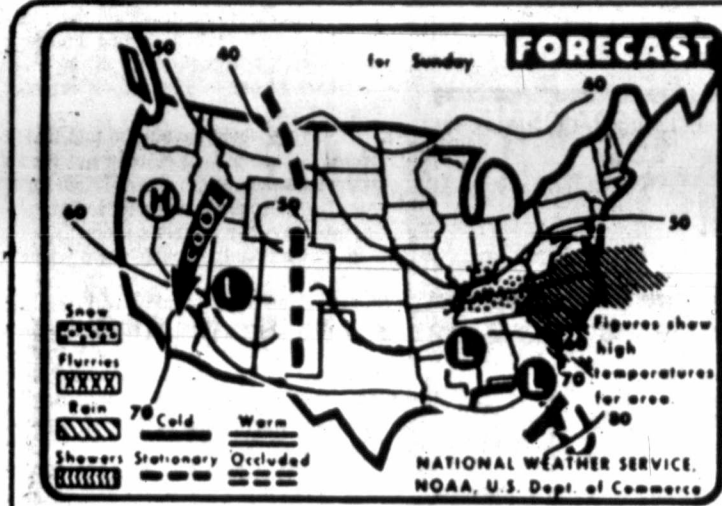 FORECAST
for Sunday
50
40
40
H
COOL
60
50
50
L
Snow
Flurries
Rain
Showers
70
Cold
Warm
Stationary
Occluded
L
L
60
70
80
Figures show
high
temperatures
for area.
NATIONAL WEATHER SERVICE,
NOAA, U.S. Dept. of Commerce